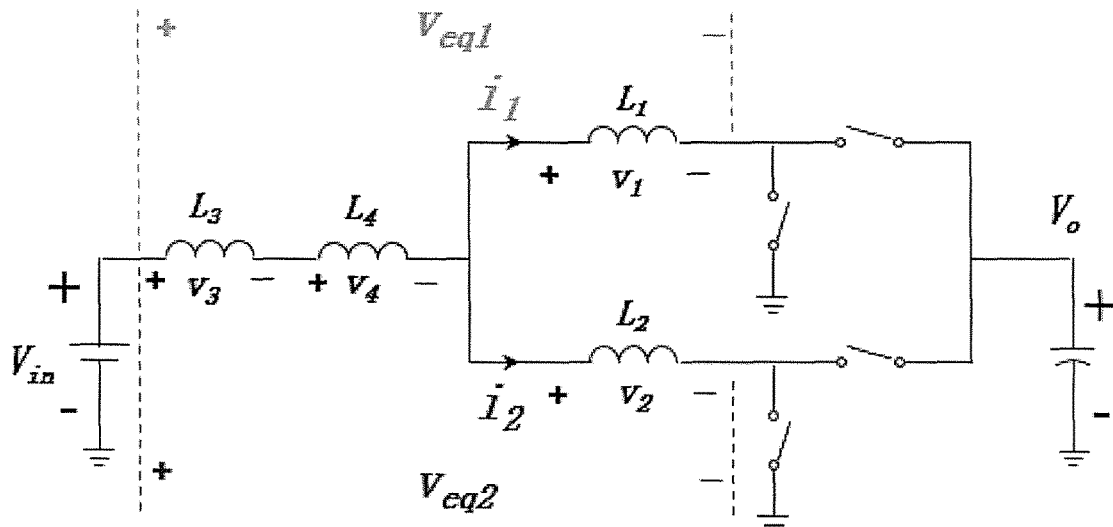 + V_eq1 −
i_1 L_1
+ v_1 −
L_3 L_4 V_o
+ + v_3 − + v_4 −
L_2 +
V_in
- i_2 + v_2 − -
+ V_eq2 −